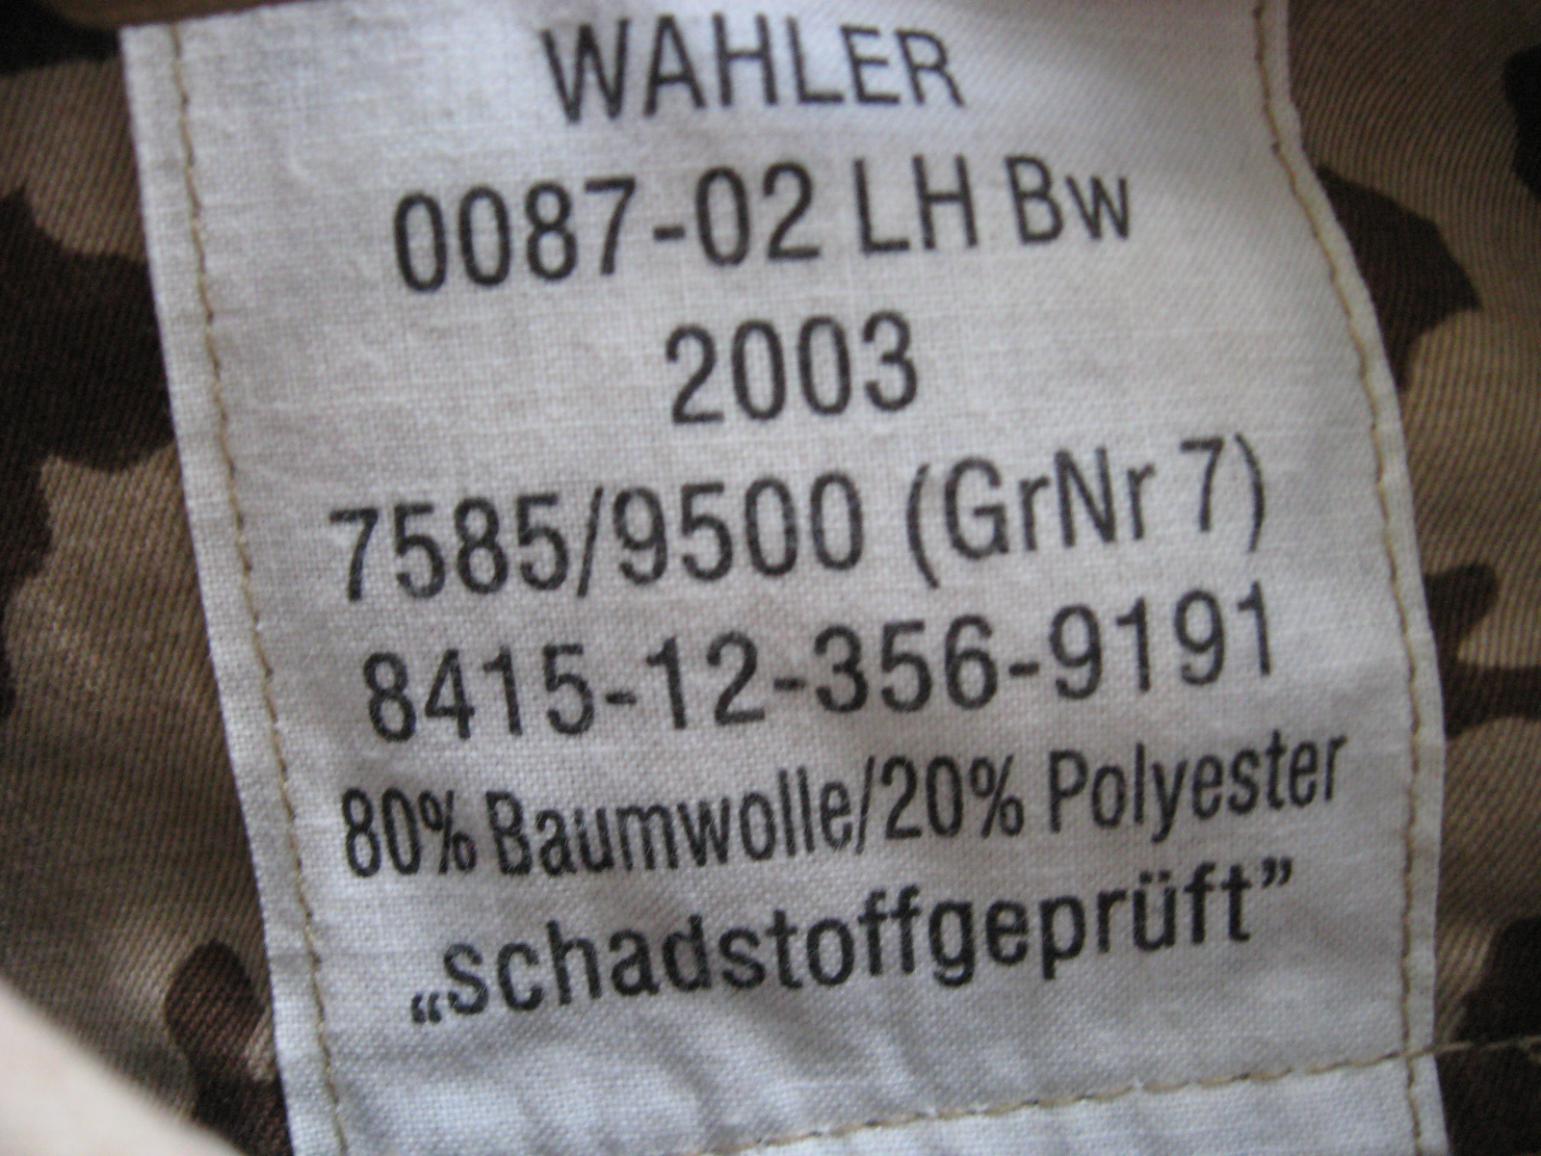 WAHLER
0087-02 LH Bw
2003
7585/9500 (GrNr 7)
8415-12-356-9191
80% Baumwolle/20% Polyester
„schadstoffgeprüft”